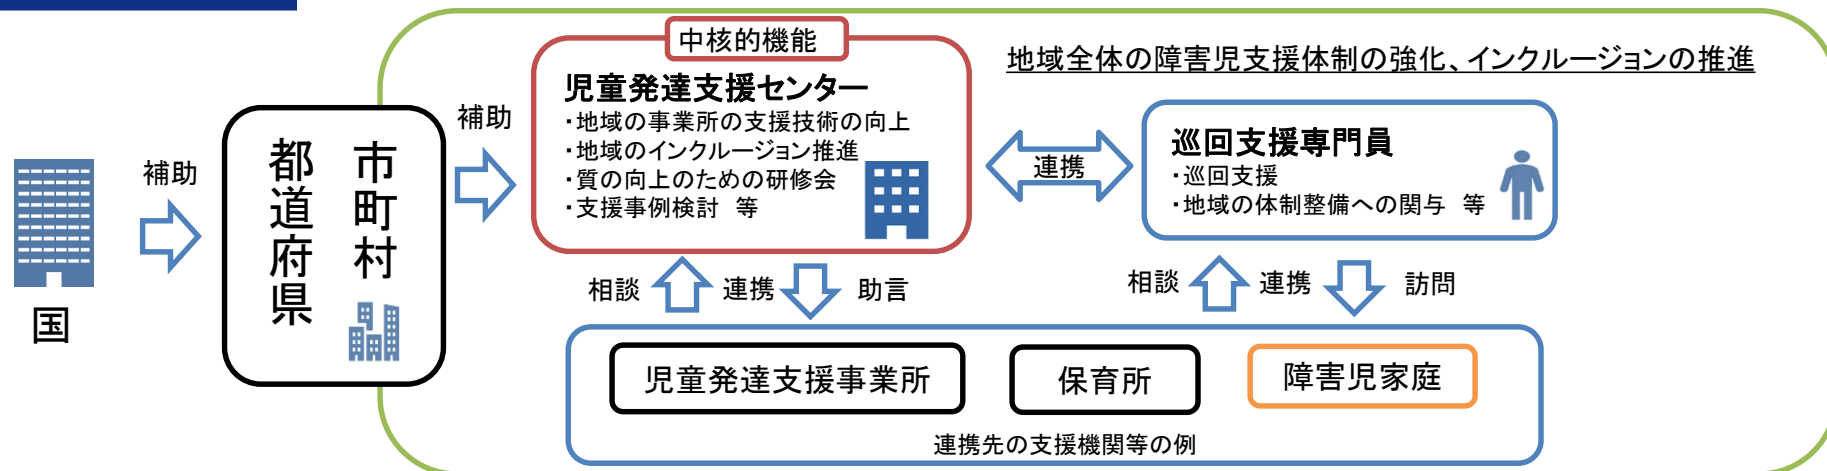 国
補助
都道府県
市町村
補助
中核的機能
児童発達支援センター
・地域の事業所の支援技術の向上
・地域のインクルージョン推進
・質の向上のための研修会
・支援事例検討　等
地域全体の障害児支援体制の強化、インクルージョンの推進
連携
巡回支援専門員
・巡回支援
・地域の体制整備への関与　等
相談
連携
助言
相談
連携
訪問
児童発達支援事業所
保育所
障害児家庭
連携先の支援機関等の例